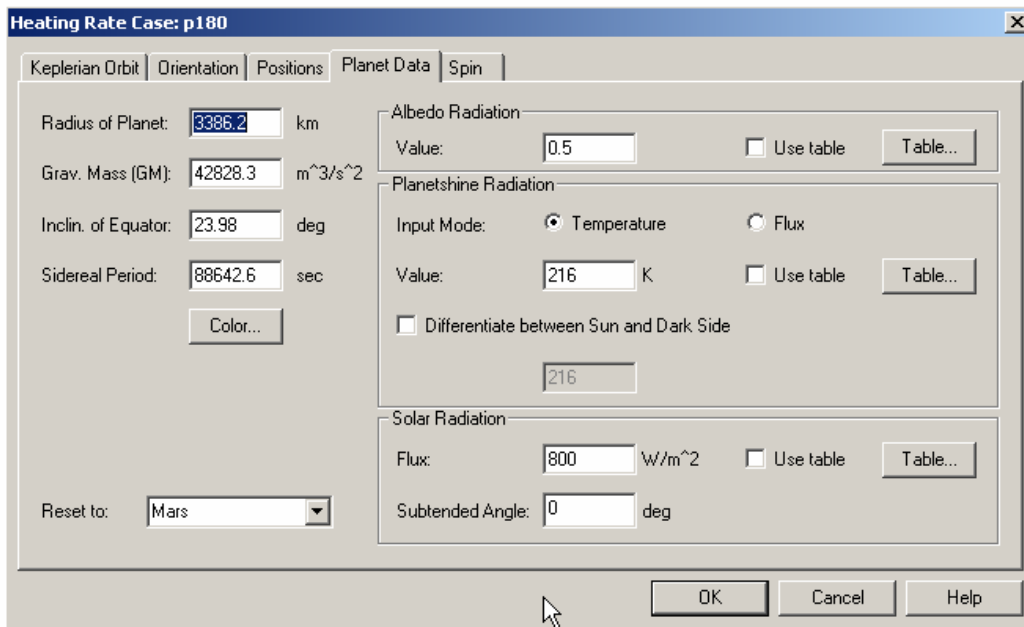 Heating Rate Case: p180
Keplerian Orbit Orientation Positions Planet Data Spin
Radius of Planet: 3386.2 km
Grav. Mass (GM): 42828.3 m^3/s^2
Inclin. of Equator: 23.98 deg
Sidereal Period: 88642.6 sec
Color...
Reset to: Mars
Albedo Radiation
Value: 0.5 Use table Table...
Planetshine Radiation
Input Mode: Temperature Flux
Value: 216 K Use table Table...
Differentiate between Sun and Dark Side
216
Solar Radiation
Flux: 800 W/m^2 Use table Table...
Subtended Angle: 0 deg
OK Cancel Help